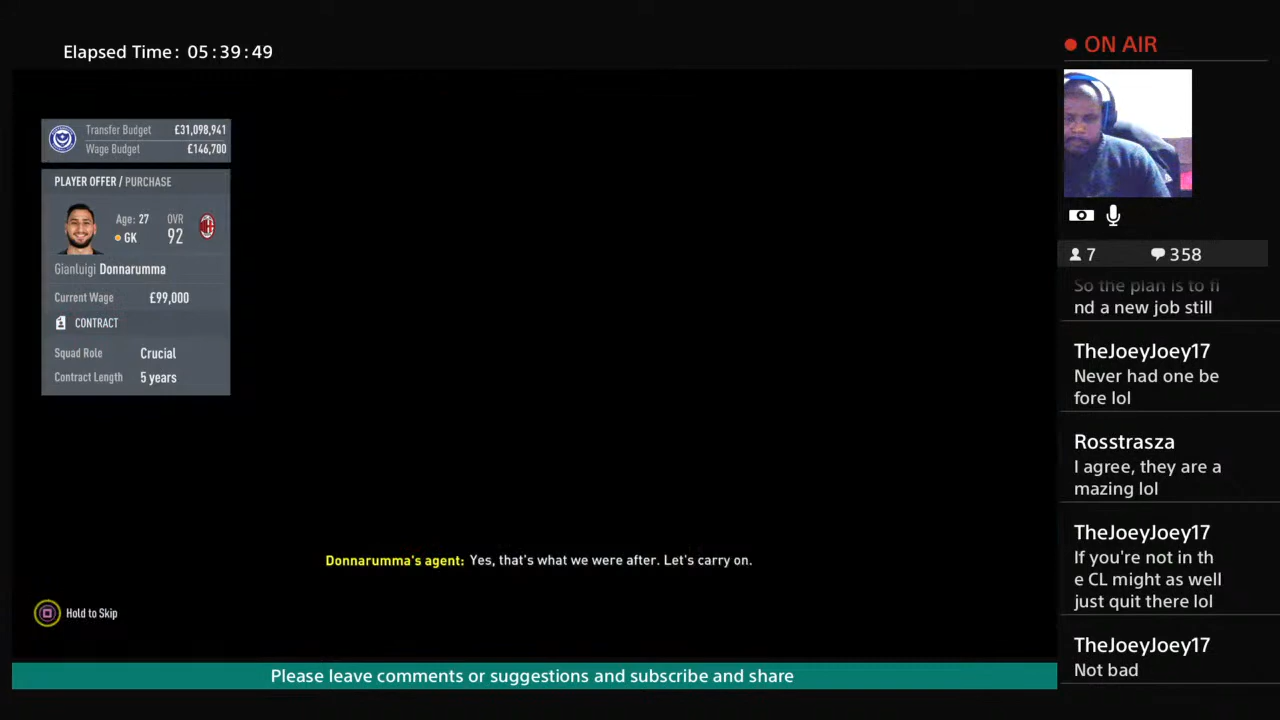 Elapsed Time: 05:39:49
ON AIR
Transfer Budget £31,098,941
Wage Budget £146,700
PLAYER OFFER / PURCHASE
Age: 27 OVR
GK 92
Gianluigi Donnarumma
Current Wage £99,000
CONTRACT
Squad Role Crucial
Contract Length 5 years
Donnarumma's agent: Yes, that's what we were after. Let's carry on.
Hold to Skip
Please leave comments or suggestions and subscribe and share
7 358
So the plan is to fi
nd a new job still
TheJoeyJoey17
Never had one be
fore lol
Rosstrasza
I agree, they are a
mazing lol
TheJoeyJoey17
If you're not in th
e CL might as well
just quit there lol
TheJoeyJoey17
Not bad